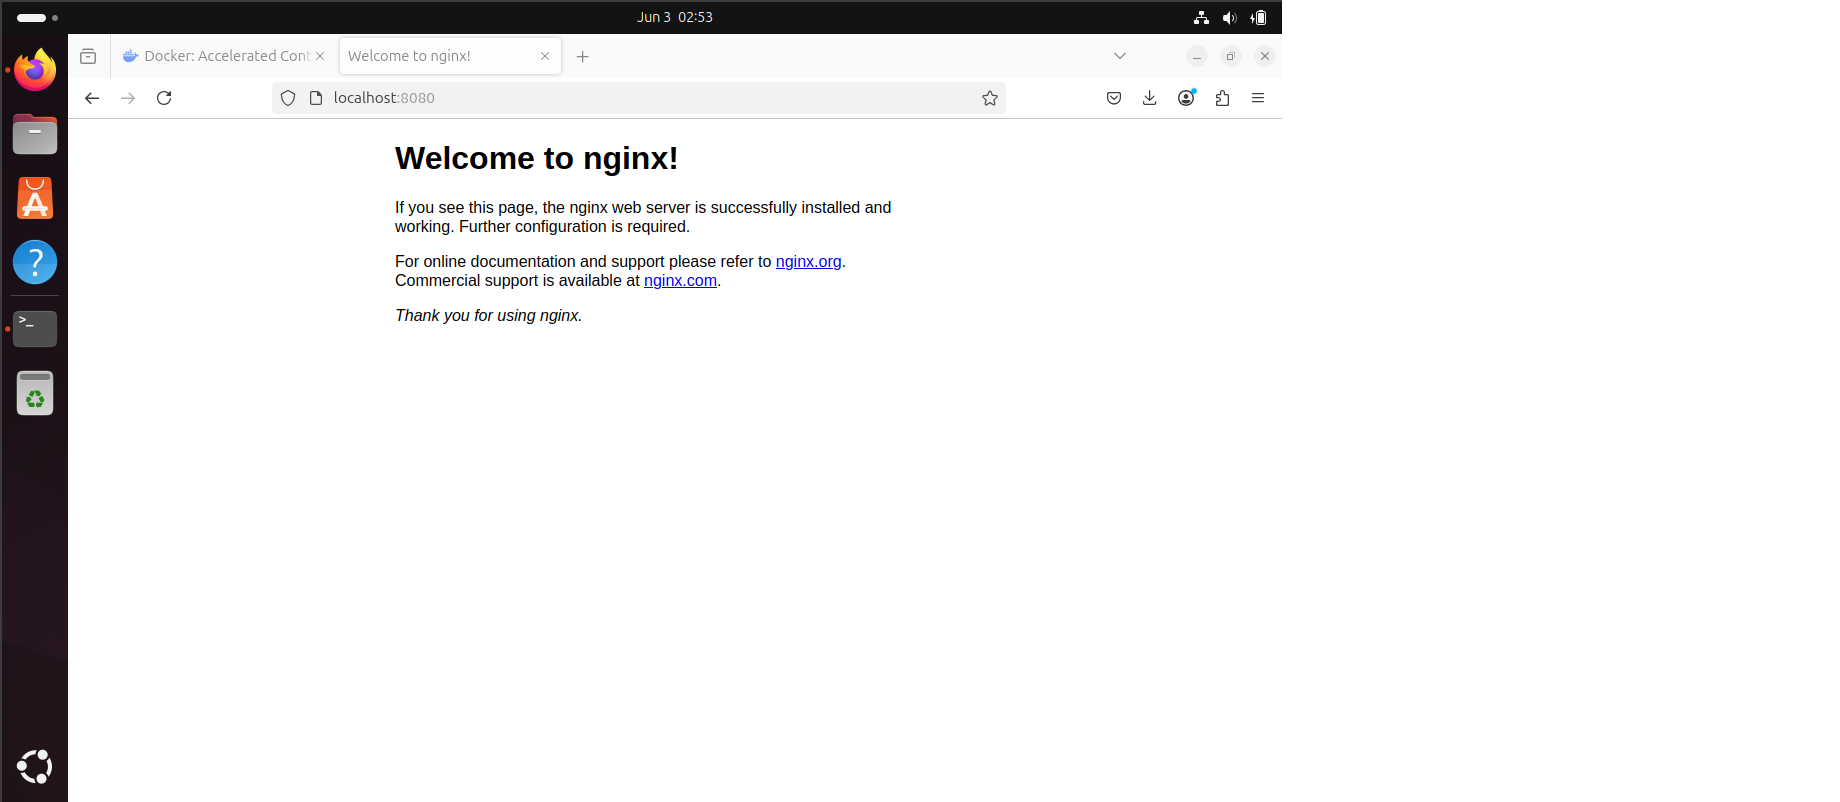 Jun 3 02:53
Docker: Accelerated Cont
Welcome to nginx!
localhost:8080
Welcome to nginx!
If you see this page, the nginx web server is successfully installed and
working. Further configuration is required.
For online documentation and support please refer to nginx.org.
Commercial support is available at nginx.com.
Thank you for using nginx.